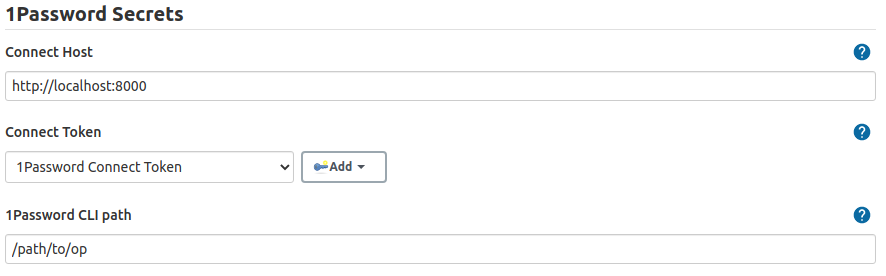 1Password Secrets
Connect Host
?
http://localhost:8000
Connect Token
?
1Password Connect Token
Add
1Password CLI path
?
/path/to/op